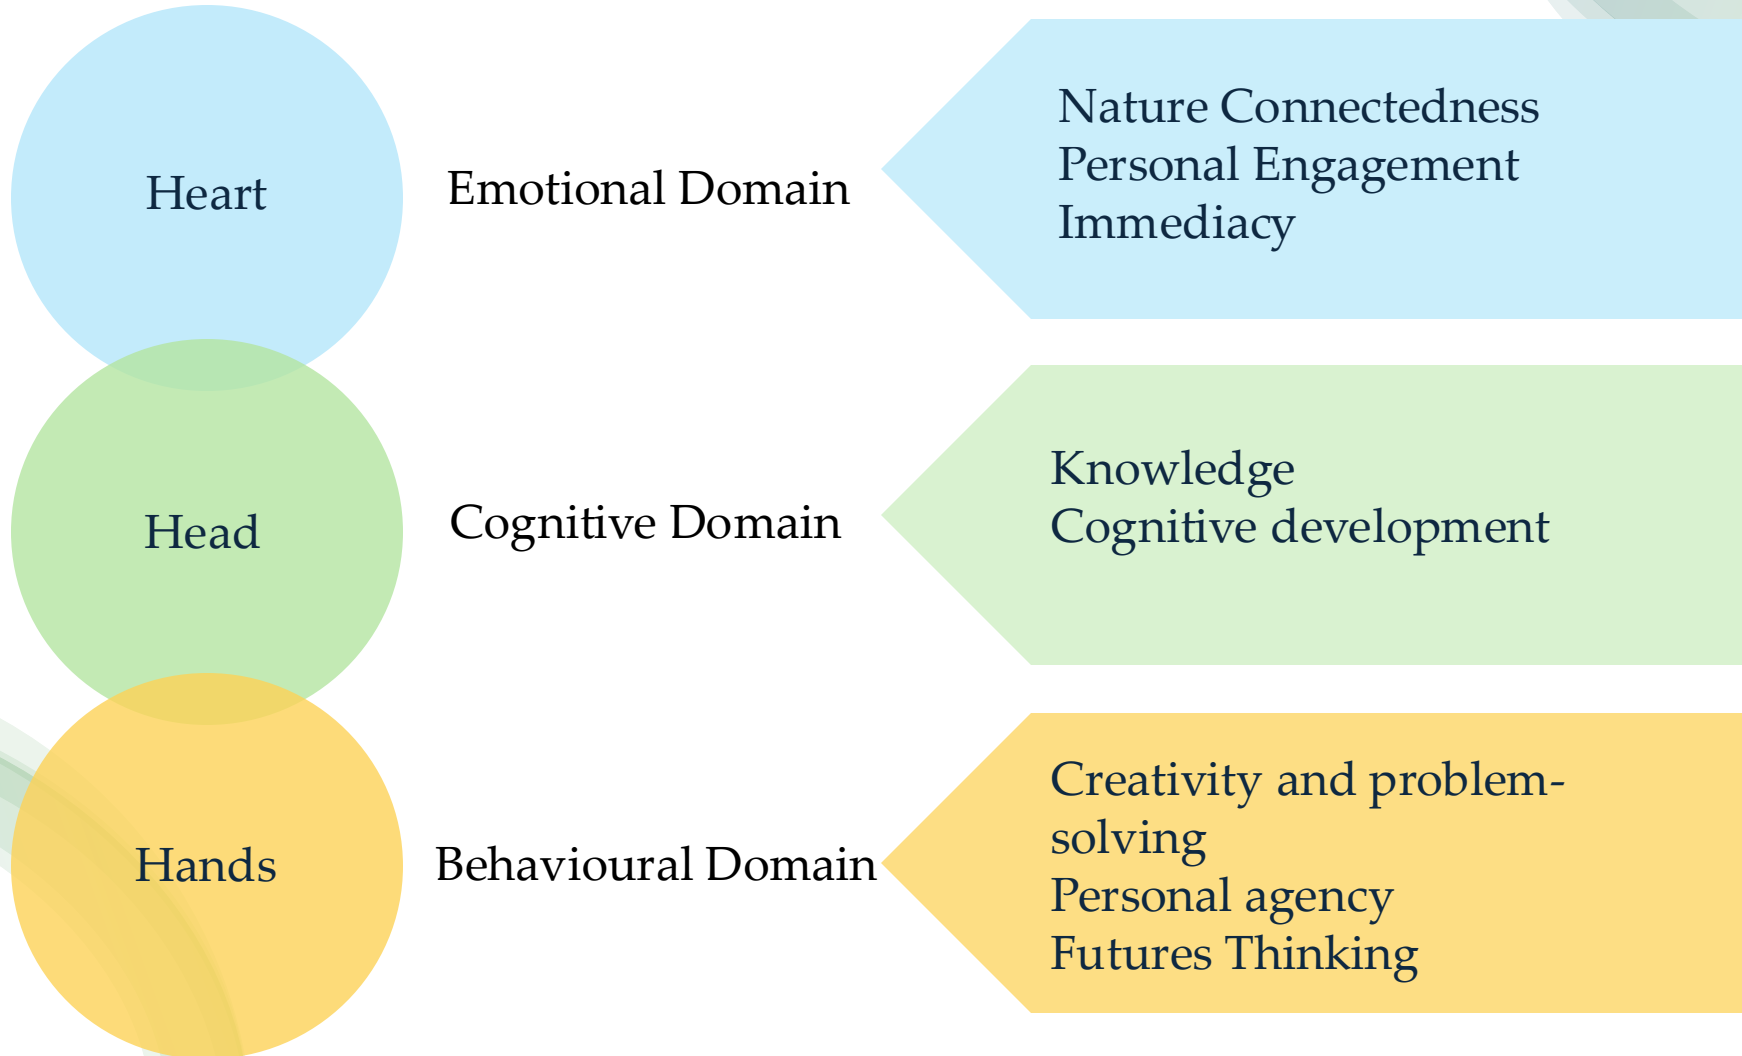 Heart
Emotional Domain
Nature Connectedness
Personal Engagement
Immediacy
Head
Cognitive Domain
Knowledge
Cognitive development
Hands
Behavioural Domain
Creativity and problem-
solving
Personal agency
Futures Thinking